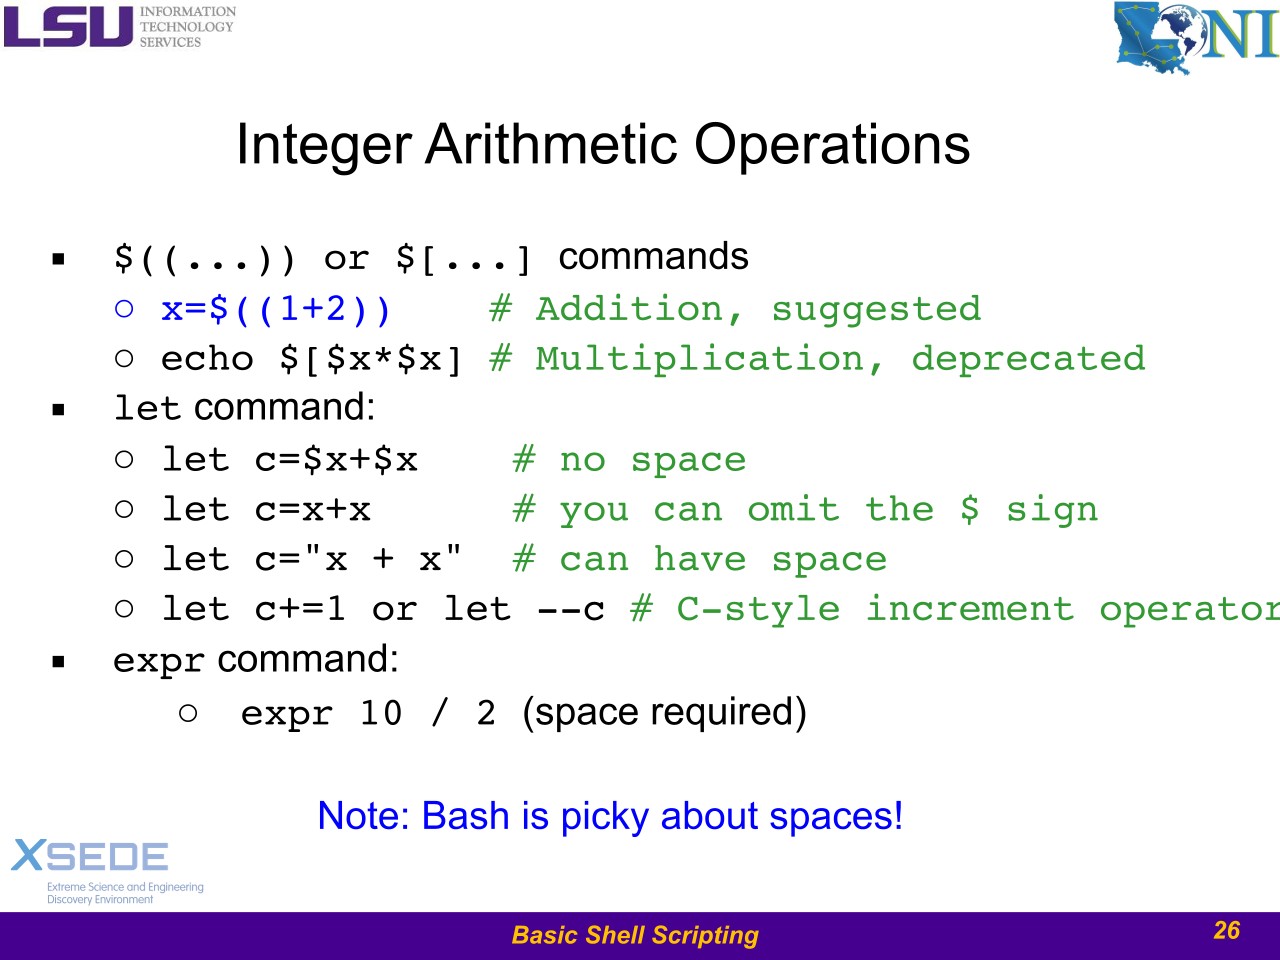 LSU INFORMATION
TECHNOLOGY
SERVICES
LONI
Integer Arithmetic Operations
▪ $((...)) or $[...] commands
○ x=$((1+2)) # Addition, suggested
○ echo $[$x*$x] # Multiplication, deprecated
▪ let command:
○ let c=$x+$x # no space
○ let c=x+x # you can omit the $ sign
○ let c="x + x" # can have space
○ let c+=1 or let --c # C-style increment operator
▪ expr command:
○ expr 10 / 2 (space required)
Note: Bash is picky about spaces!
XSEDE
Extreme Science and Engineering
Discovery Environment
Basic Shell Scripting
26